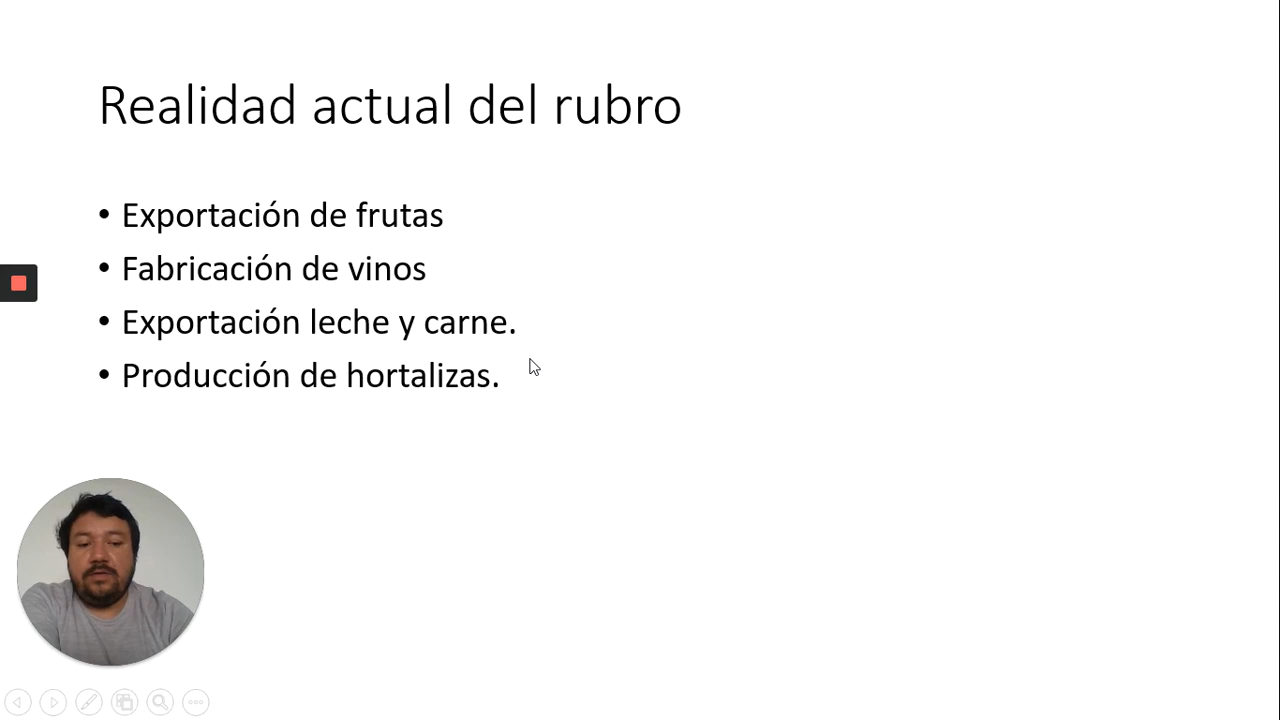 Realidad actual del rubro
• Exportación de frutas
• Fabricación de vinos
• Exportación leche y carne.
• Producción de hortalizas.